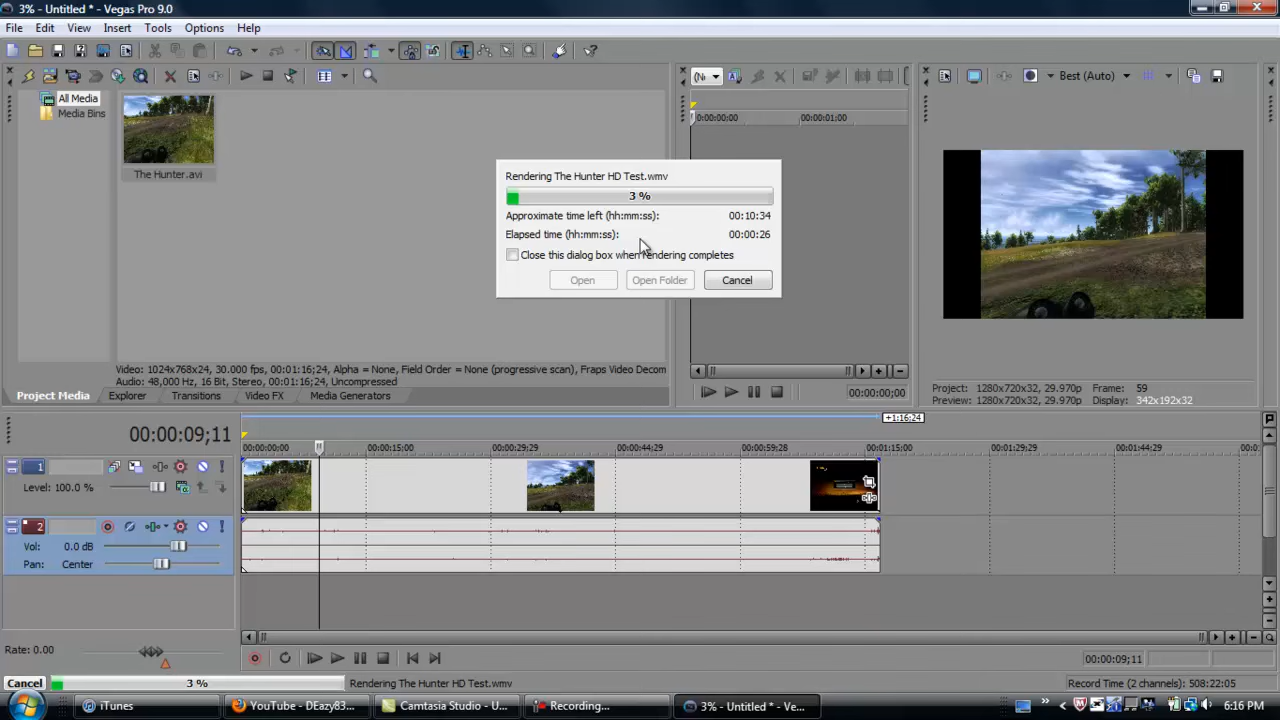 3% - Untitled * - Vegas Pro 9.0
File Edit View Insert Tools Options Help
Best (Auto)
All Media
Media Bins
The Hunter.avi
0:00:00;00 00:00:01;00
Rendering The Hunter HD Test.wmv
3 %
Approximate time left (hh:mm:ss): 00:10:34
Elapsed time (hh:mm:ss): 00:00:26
Close this dialog box when rendering completes
Open Open Folder Cancel
Video: 1024x768x24, 30.000 fps, 00:01:16;24, Alpha = None, Field Order = None (progressive scan), Fraps Video Decom
Audio: 48,000 Hz, 16 Bit, Stereo, 00:01:16;24, Uncompressed
Project Media Explorer Transitions Video FX Media Generators
00:00:00;00
Project: 1280x720x32, 29.970p Frame: 59
Preview: 1280x720x32, 29.970p Display: 342x192x32
+1:16;24
00:00:09;11
00:00:00;00 00:00:15;00 00:00:29;29 00:00:44;29 00:00:59;28 00:01:15;00 00:01:29;29 00:01:44;29 00:01:59;28
1
Level: 100.0 %
2
Vol: 0.0 dB
Pan: Center
Rate: 0.00
00:00:09;11
Cancel 3 % Rendering The Hunter HD Test.wmv Record Time (2 channels): 508:22:05
iTunes YouTube - DEazy83... Camtasia Studio - U... Recording... 3% - Untitled * - Ve... 6:16 PM